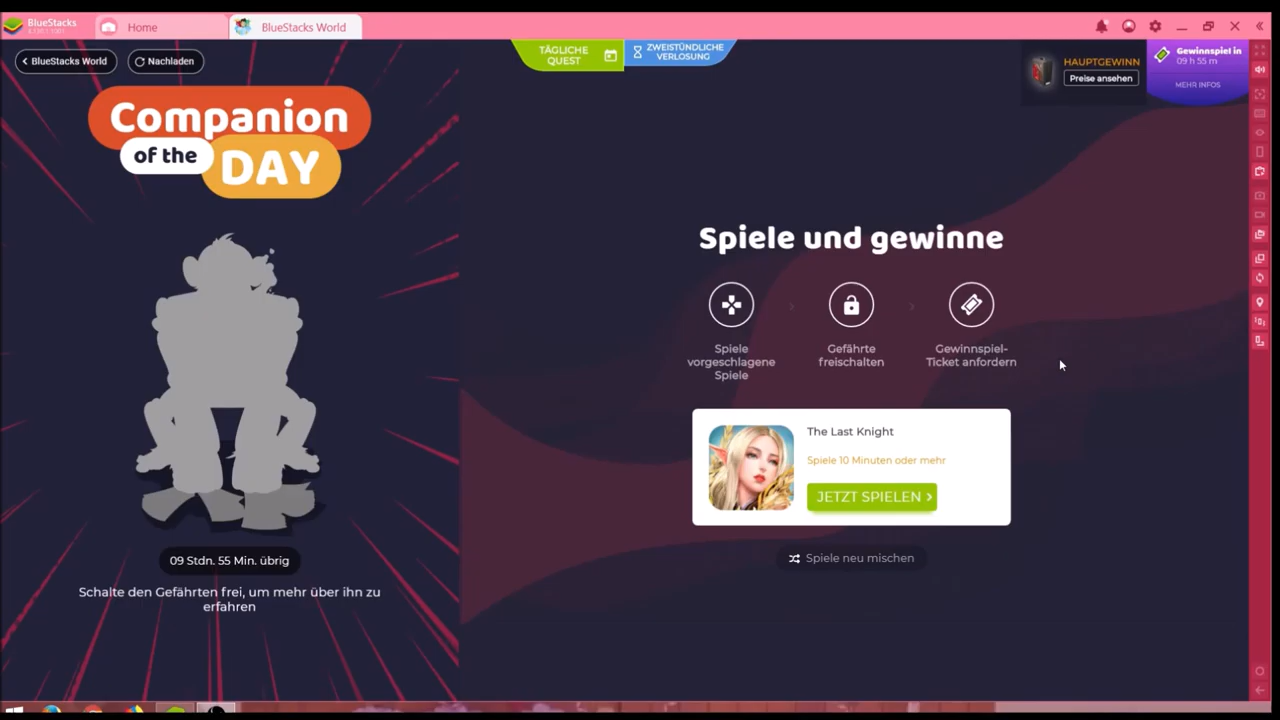 BlueStacks
Home
BlueStacks World
BlueStacks World
Nachladen
TÄGLICHE
QUEST
ZWEISTÜNDLICHE
VERLOSUNG
HAUPTGEWINN
Preise ansehen
Gewinnspiel in
09 h 55 m
MEHR INFOS
Companion
of the
DAY
09 Stdn. 55 Min. übrig
Schalte den Gefährten frei, um mehr über ihn zu
erfahren
Spiele und gewinne
Spiele
vorgeschlagene
Spiele
Gefährte
freischalten
Gewinnspiel-
Ticket anfordern
The Last Knight
Spiele 10 Minuten oder mehr
JETZT SPIELEN
Spiele neu mischen